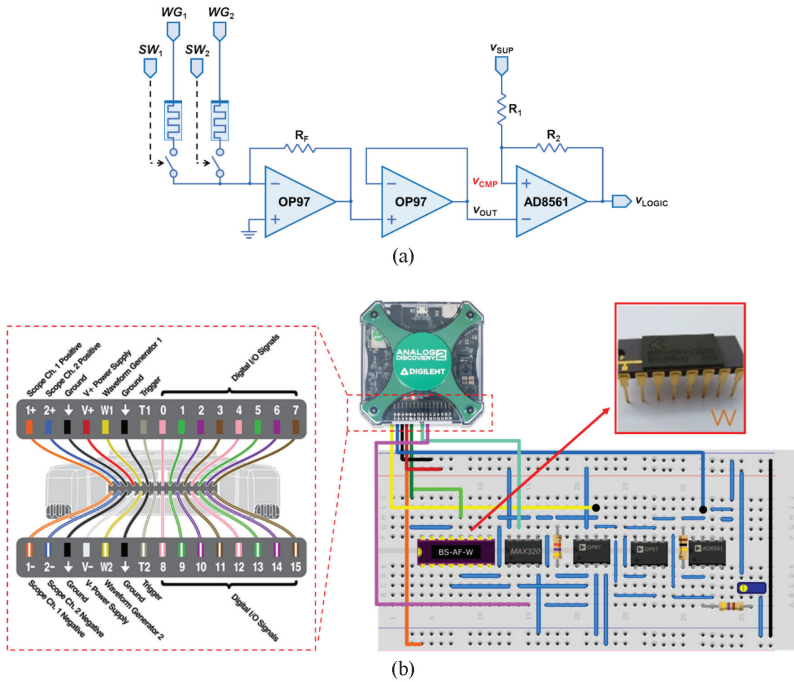 WG1 WG2
SW1 SW2
vSUP
R1
RF
R2
− − vCMP +
OP97 OP97 AD8561 vLOGIC
+ + vOUT −
(a)
Scope Ch. 1 Positive
Scope Ch. 2 Positive
Ground
V+ Power Supply
Waveform Generator 1
Ground
Trigger
Digital I/O Signals
1+ 2+ V+ W1 T1 0 1 2 3 4 5 6 7
1− 2− V− W2 T2 8 9 10 11 12 13 14 15
Scope Ch. 1 Negative
Scope Ch. 2 Negative
Ground
V- Power Supply
Waveform Generator 2
Ground
Trigger
Digital I/O Signals
ANALOG
DISCOVERY
2
DIGILENT
W
BS-AF-W MAX320 OP97 OP97 AD8561
(b)